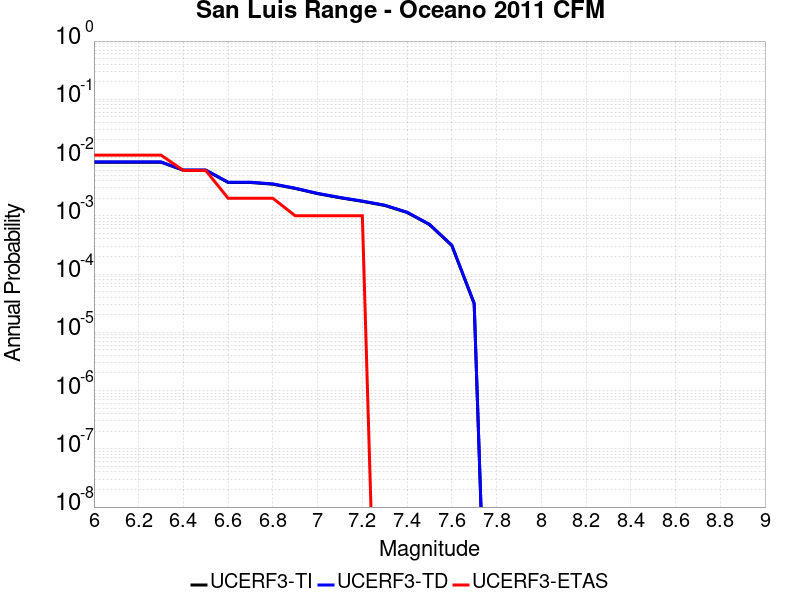 San Luis Range - Oceano 2011 CFM
Annual Probability
10^0
10^-1
10^-2
10^-3
10^-4
10^-5
10^-6
10^-7
10^-8
6 6.2 6.4 6.6 6.8 7 7.2 7.4 7.6 7.8 8 8.2 8.4 8.6 8.8 9
Magnitude
UCERF3-TI UCERF3-TD UCERF3-ETAS